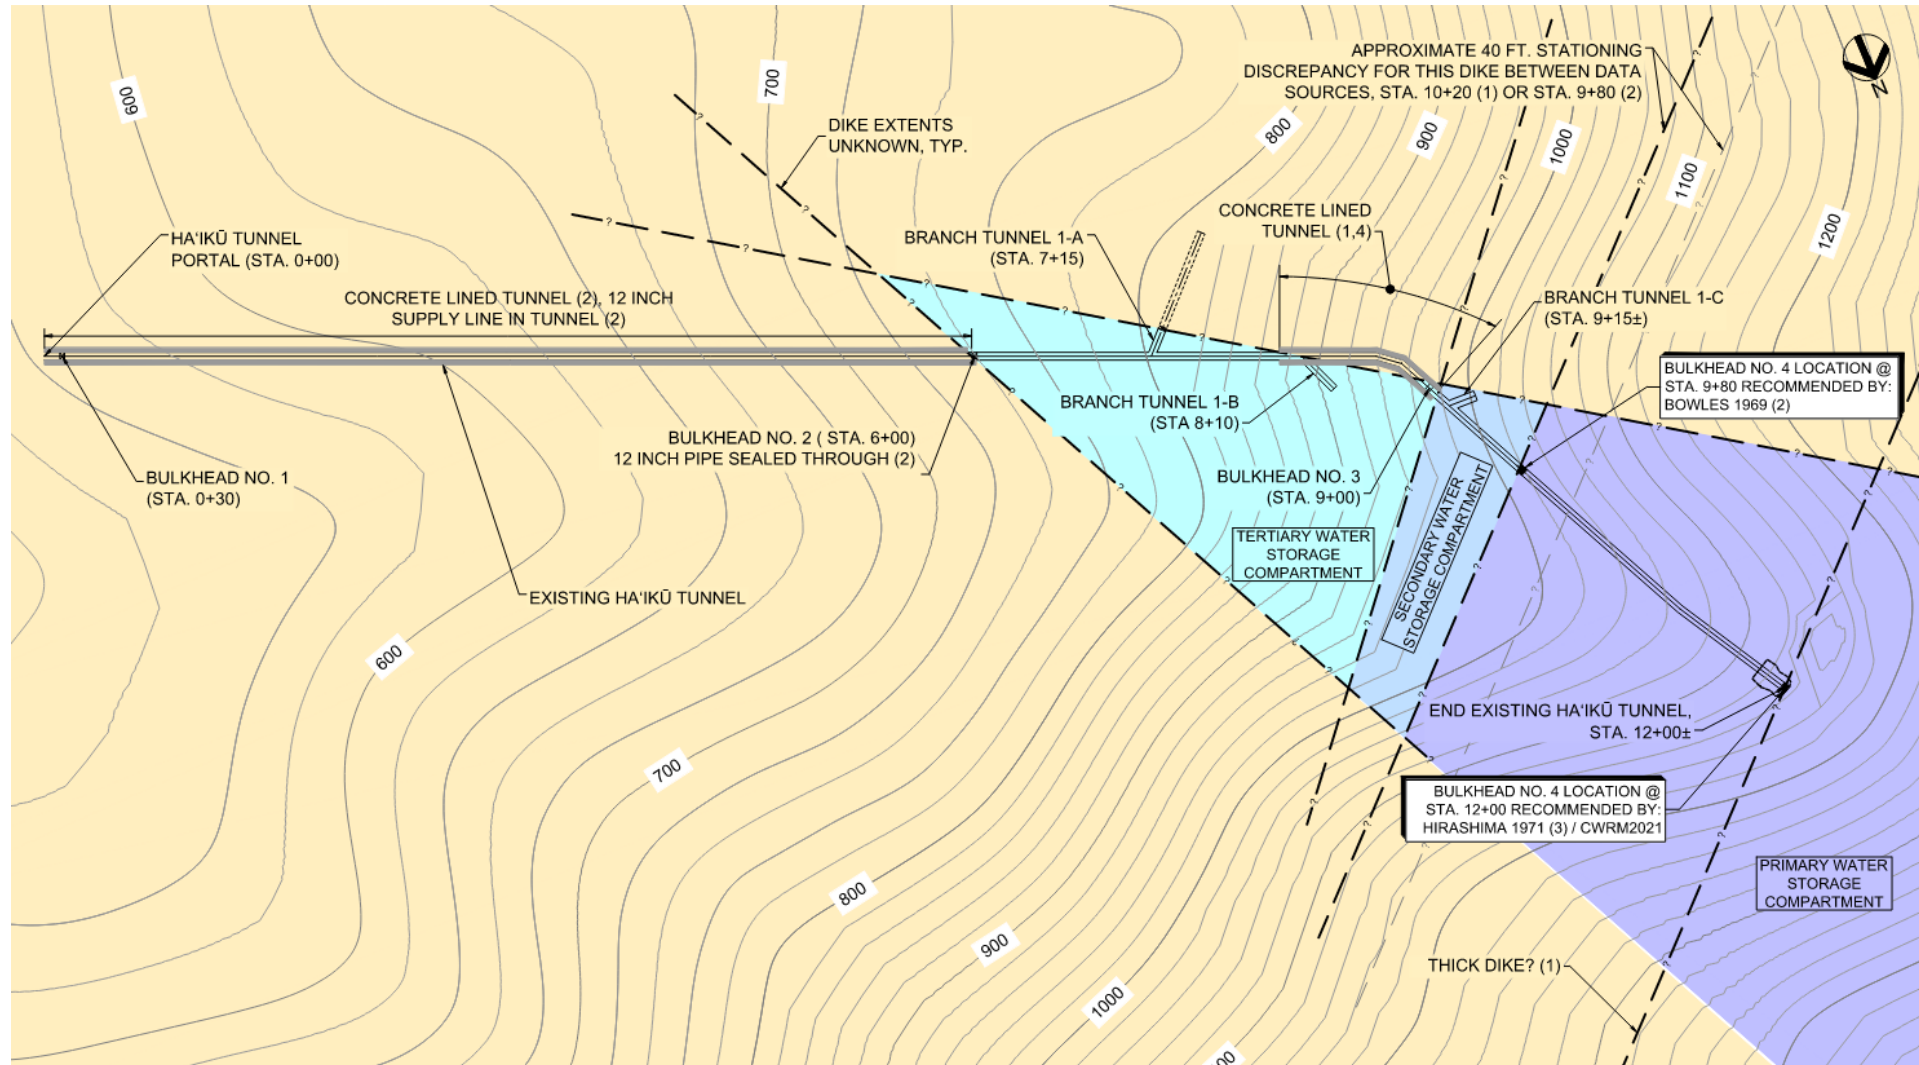 APPROXIMATE 40 FT. STATIONING
DISCREPANCY FOR THIS DIKE BETWEEN DATA
SOURCES, STA. 10+20 (1) OR STA. 9+80 (2)
N
600
700
800
900
1000
1100
1200
DIKE EXTENTS
UNKNOWN, TYP.
HA'IKŪ TUNNEL
PORTAL (STA. 0+00)
BRANCH TUNNEL 1-A
(STA. 7+15)
CONCRETE LINED
TUNNEL (1,4)
CONCRETE LINED TUNNEL (2), 12 INCH
SUPPLY LINE IN TUNNEL (2)
BRANCH TUNNEL 1-C
(STA. 9+15±)
BULKHEAD NO. 4 LOCATION @
STA. 9+80 RECOMMENDED BY:
BOWLES 1969 (2)
BRANCH TUNNEL 1-B
(STA 8+10)
BULKHEAD NO. 2 ( STA. 6+00)
12 INCH PIPE SEALED THROUGH (2)
BULKHEAD NO. 1
(STA. 0+30)
BULKHEAD NO. 3
(STA. 9+00)
TERTIARY WATER
STORAGE
COMPARTMENT
SECONDARY WATER
STORAGE COMPARTMENT
EXISTING HA'IKŪ TUNNEL
600
END EXISTING HA'IKŪ TUNNEL,
STA. 12+00±
700
BULKHEAD NO. 4 LOCATION @
STA. 12+00 RECOMMENDED BY:
HIRASHIMA 1971 (3) / CWRM2021
PRIMARY WATER
STORAGE
COMPARTMENT
800
900
THICK DIKE? (1)
1000